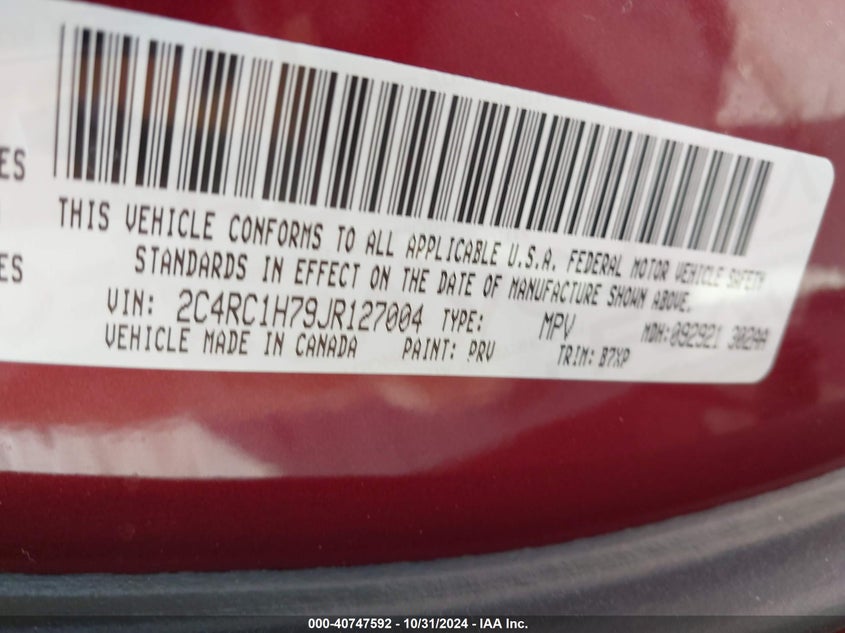 ES
ES
THIS VEHICLE CONFORMS TO ALL APPLICABLE U.S.A. FEDERAL MOTOR VEHICLE SAFETY
STANDARDS IN EFFECT ON THE DATE OF MANUFACTURE SHOWN ABOVE.
VIN: 2C4RC1H79JR127004 TYPE: MPV MDH:092921 302AA
VEHICLE MADE IN CANADA PAINT: PRV TRIM: B7XP
000-40747592 - 10/31/2024 - IAA Inc.